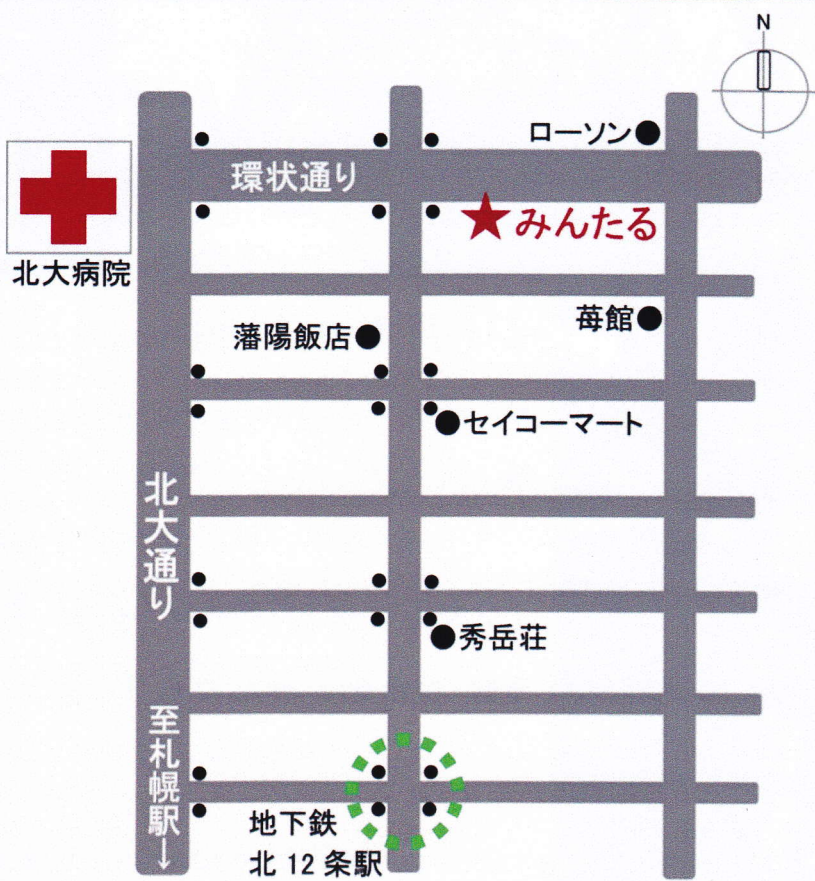 N
ローソン
環状通り
みんたる
北大病院
苺館
藩陽飯店
セイコーマート
北大通り
秀岳荘
至札幌駅→
地下鉄
北12条駅